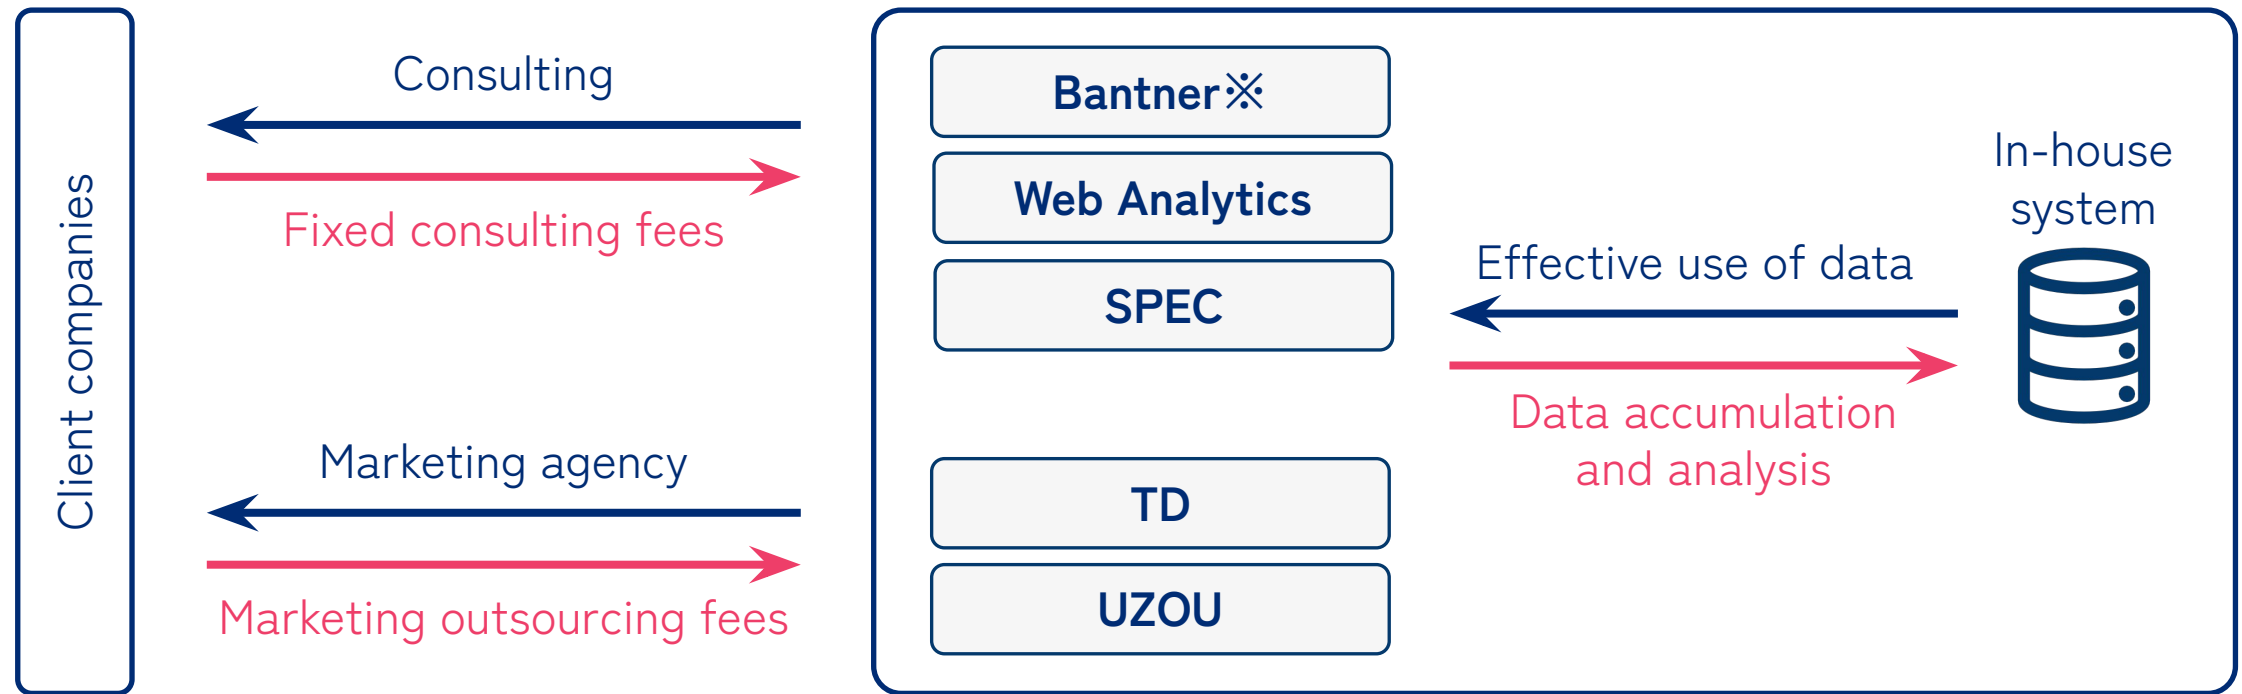 Client companies
Consulting
Fixed consulting fees
Marketing agency
Marketing outsourcing fees
Bantner※
Web Analytics
SPEC
TD
UZOU
Effective use of data
Data accumulation
and analysis
In-house
system